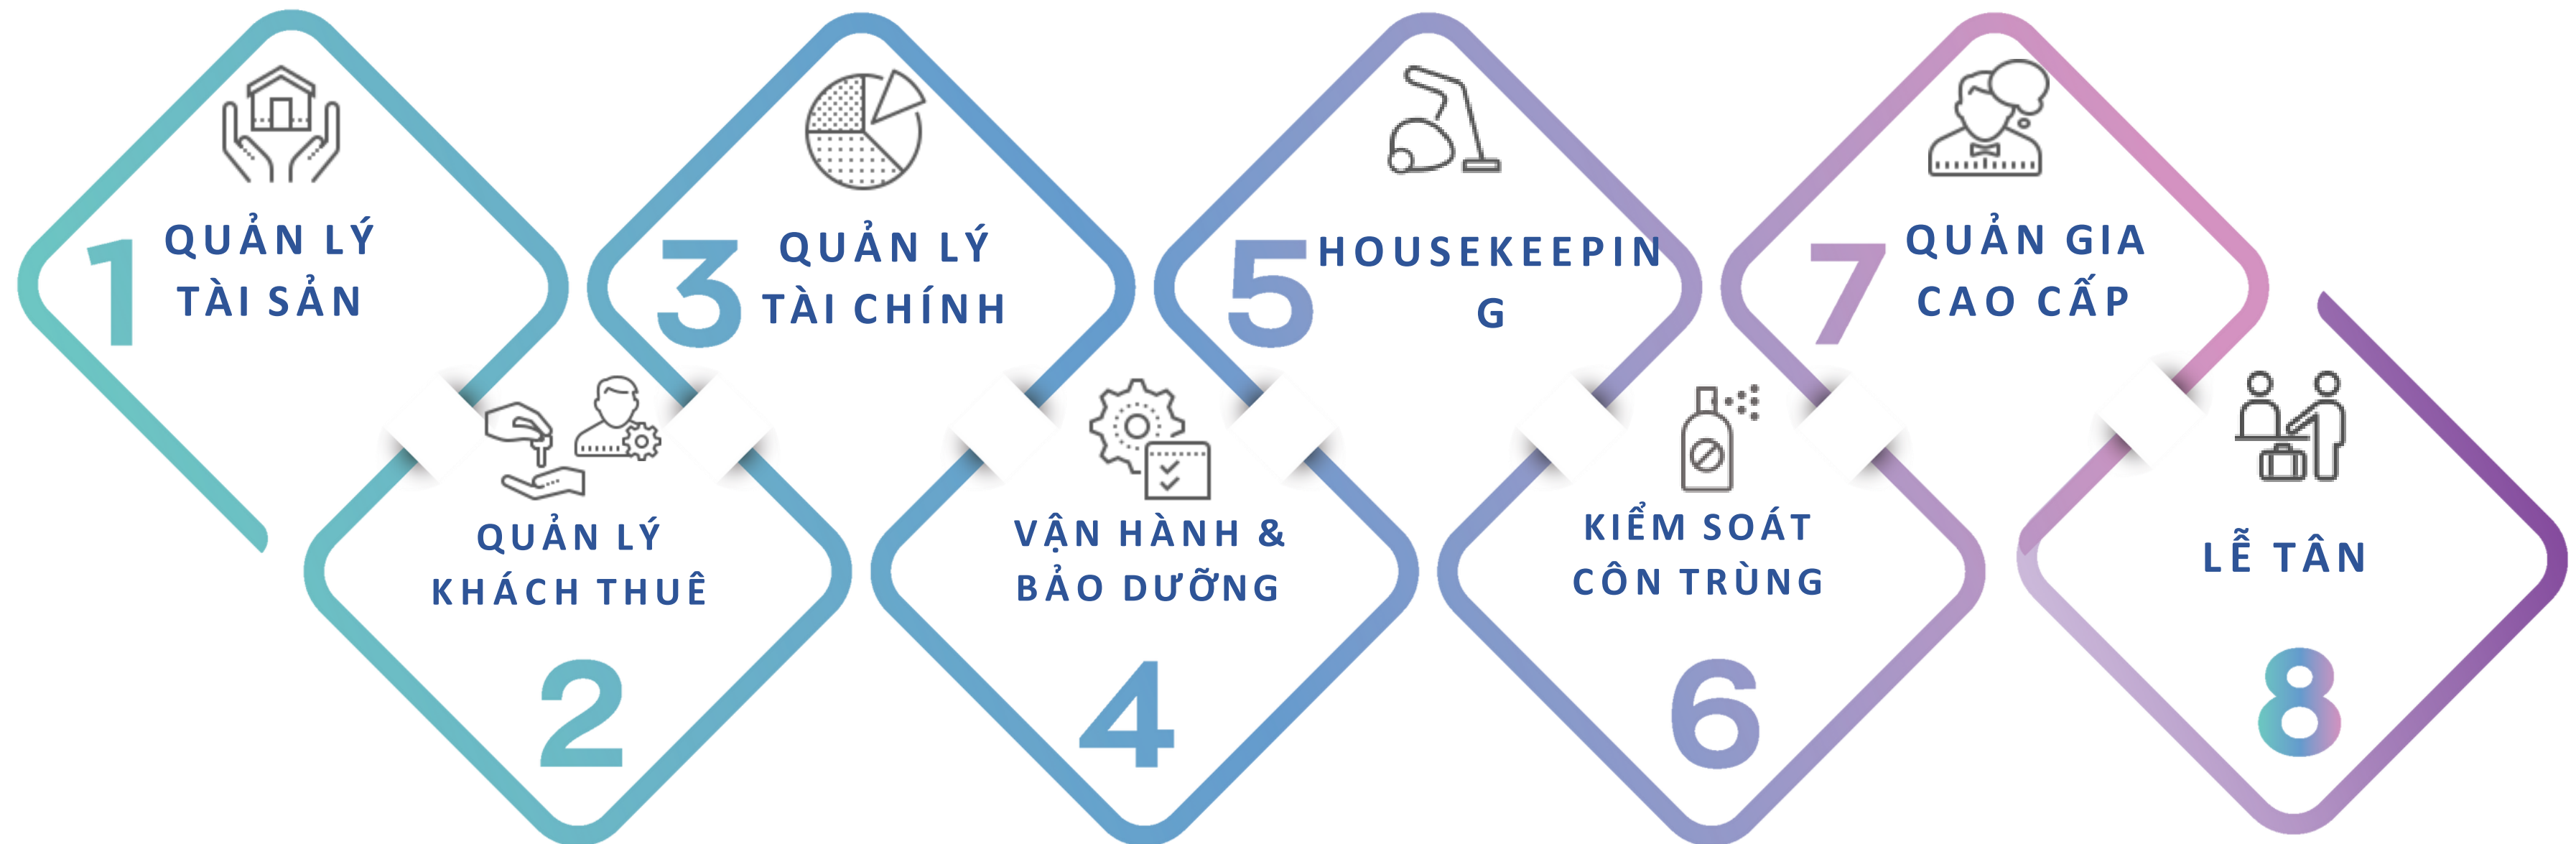 1
QUẢN LÝ
TÀI SẢN
2
QUẢN LÝ
KHÁCH THUÊ
3
QUẢN LÝ
TÀI CHÍNH
4
VẬN HÀNH &
BẢO DƯỠNG
5
HOUSEKEEPIN
G
6
KIỂM SOÁT
CÔN TRÙNG
7
QUẢN GIA
CAO CẤP
8
LỄ TÂN